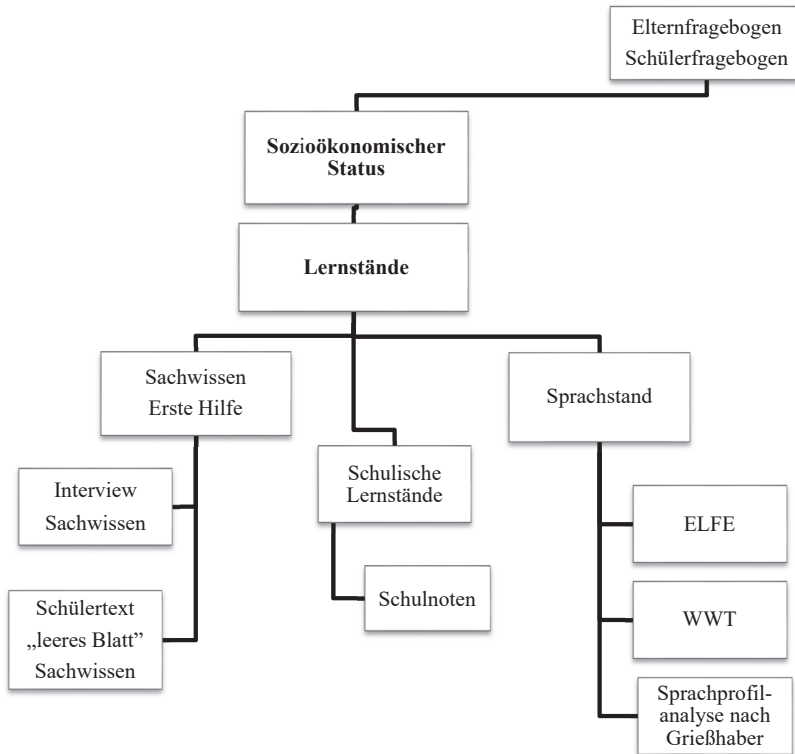 Elternfragebogen
Schülerfragebogen
Sozioökonomischer
Status
Lernstände
Sachwissen
Erste Hilfe
Sprachstand
Schulische
Lernstände
Interview
Sachwissen
ELFE
Schulnoten
Schülertext
„leeres Blatt”
Sachwissen
WWT
Sprachprofil-
analyse nach
Grießhaber